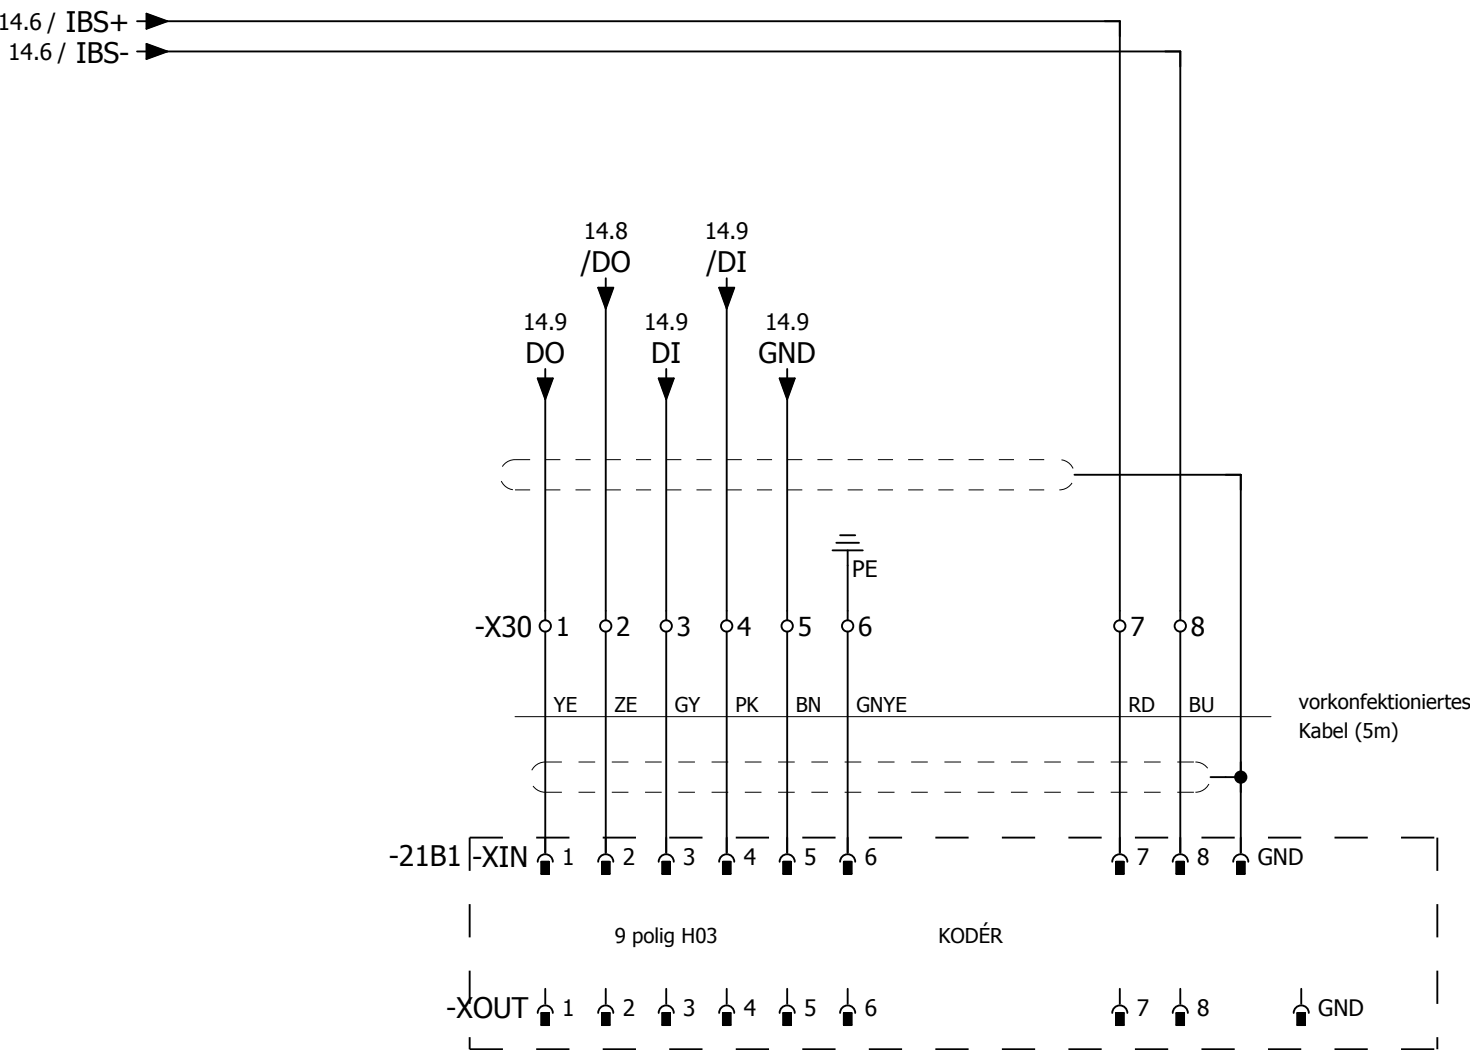 14.6 / IBS+
14.6 / IBS-
14.8 14.9
/DO /DI
14.9 14.9 14.9
DO DI GND
PE
-X30 1 2 3 4 5 6 7 8
YE ZE GY PK BN GNYE RD BU vorkonfektioniertes
Kabel (5m)
-21B1 -XIN 1 2 3 4 5 6 7 8 GND
9 polig H03 KODÉR
-XOUT 1 2 3 4 5 6 7 8 GND